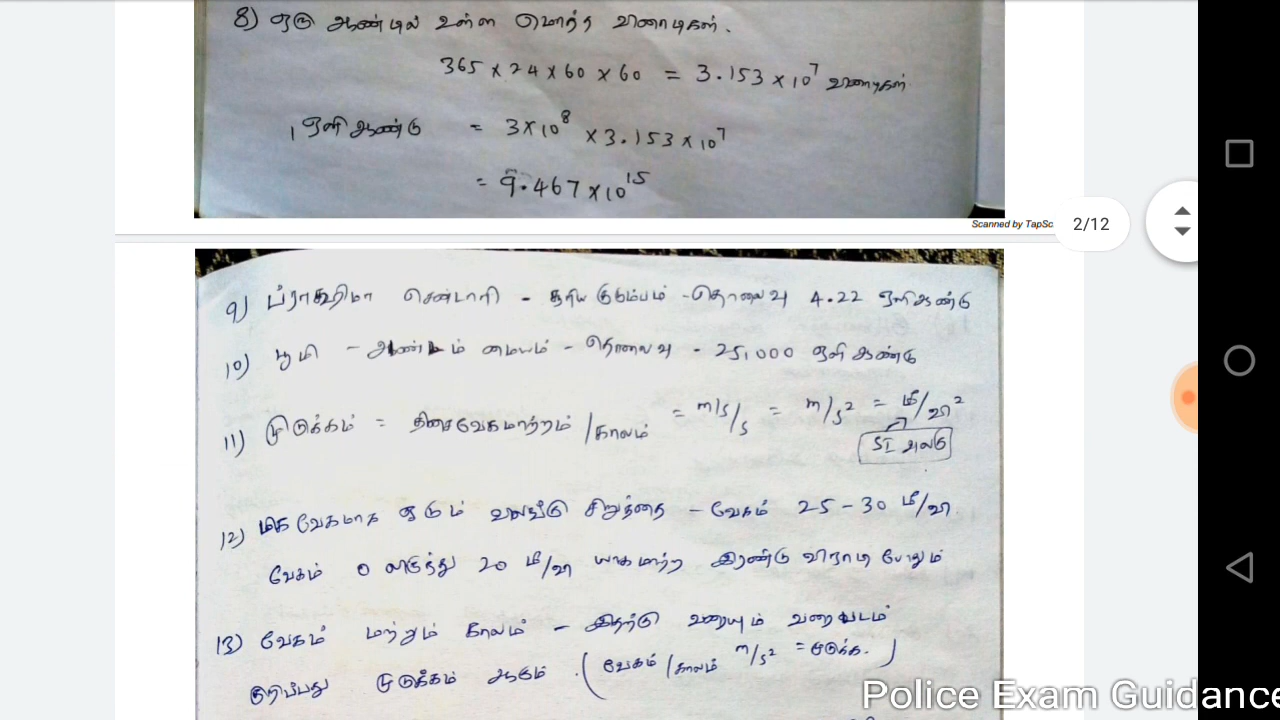 8) ஒரு ஆண்டில் உள்ள மொத்த வினாடிகள்.
365 x 24 x 60 x 60 = 3.153 x 10⁷ வினாடிகள்
1 ஒளி ஆண்டு = 3x10⁸ x 3.153 x 10⁷
= 9.467 x 10¹⁵
Scanned by TapSc
2/12
9) ப்ராஹிமா சென்டாரி - சூரிய குடும்பம் - தொலைவு 4.22 ஒளி ஆண்டு
10) பூமி - அண்டம் மையம் - தொலைவு - 25,000 ஒளி ஆண்டு
11) முடுக்கம் = திசைவேகமாற்றம் / காலம் = m/s/s = m/s² = மீ/வி²
SI அலகு
12) மிக வேகமாக ஓடும் விலங்கு சிறுத்தை - வேகம் 25 - 30 மீ/வி
வேகம் 0 லிருந்து 20 மீ/வி யாக மாற்ற இரண்டு விநாடி போதும்
13) வேகம் மற்றும் காலம் - இதற்கு வரையும் வரைபடம்
குறிப்பது முடுக்கம் ஆகும். (வேகம் / காலம் m/s² = முடுக்க.)
Police Exam Guidance